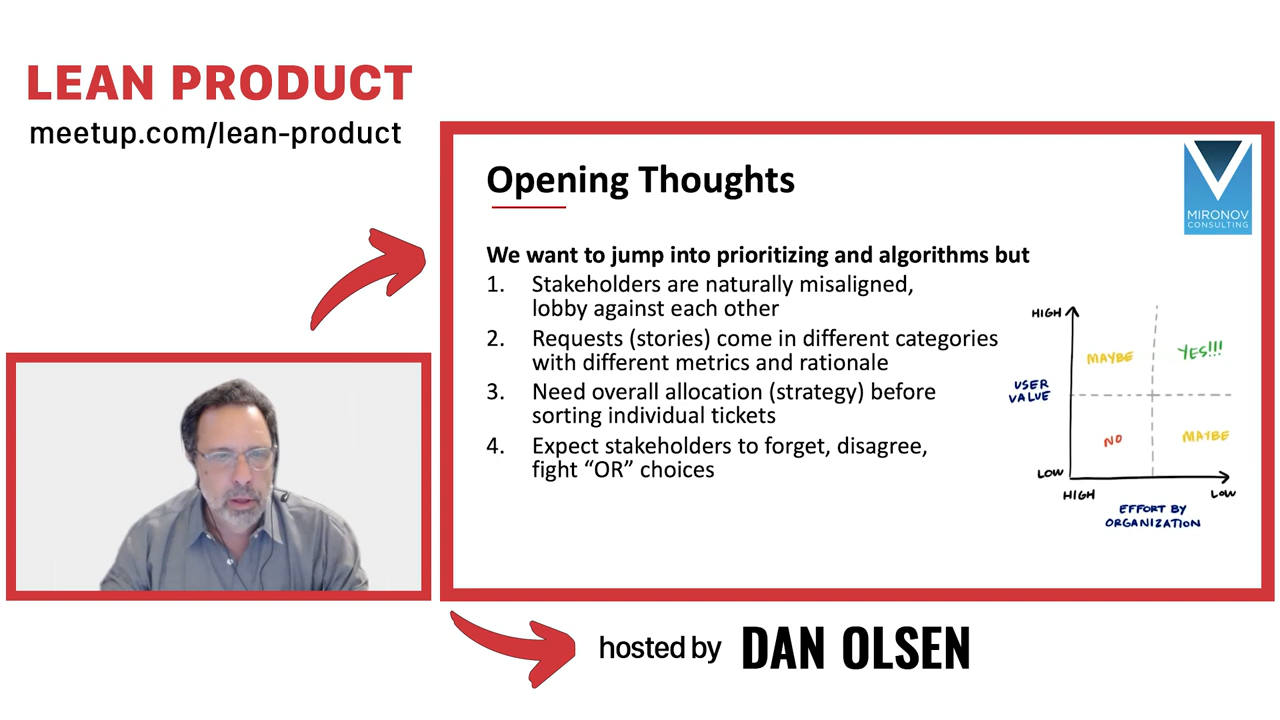 LEAN PRODUCT
meetup.com/lean-product
Opening Thoughts
MIRONOV
CONSULTING
We want to jump into prioritizing and algorithms but
1. Stakeholders are naturally misaligned,
lobby against each other
2. Requests (stories) come in different categories
with different metrics and rationale
3. Need overall allocation (strategy) before
sorting individual tickets
4. Expect stakeholders to forget, disagree,
fight “OR” choices
HIGH
MAYBE
YES!!!
USER
VALUE
NO
MAYBE
LOW
HIGH
LOW
EFFORT BY
ORGANIZATION
hosted by DAN OLSEN